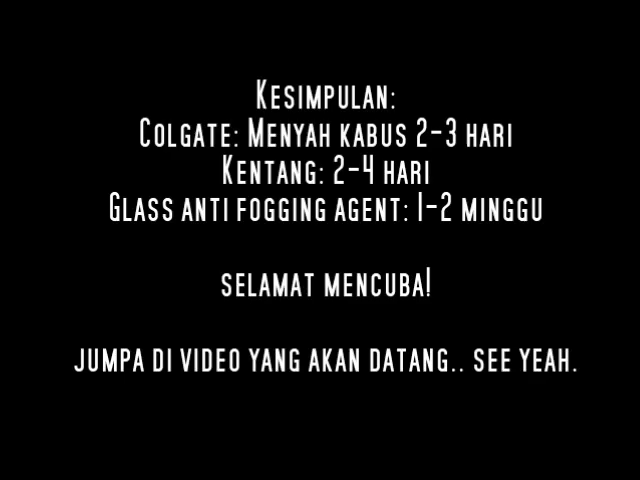 KESIMPULAN:
COLGATE: MENYAH KABUS 2-3 HARI
KENTANG: 2-4 HARI
GLASS ANTI FOGGING AGENT: 1-2 MINGGU
SELAMAT MENCUBA!
JUMPA DI VIDEO YANG AKAN DATANG.. SEE YEAH.